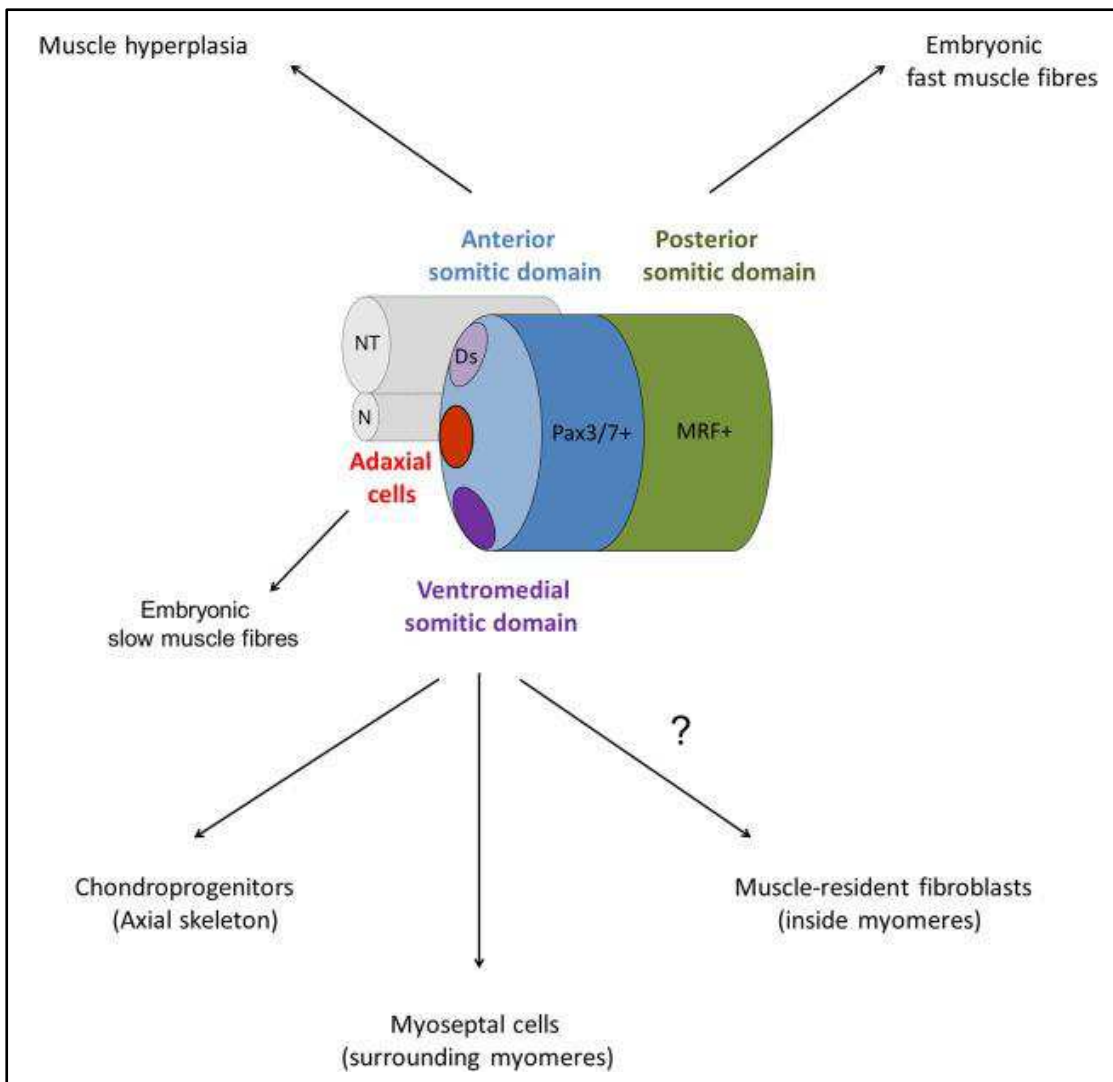 Muscle hyperplasia
Embryonic
fast muscle fibres
Anterior
somitic domain
Posterior
somitic domain
NT
Ds
N
Pax3/7+
MRF+
Adaxial
cells
Embryonic
slow muscle fibres
Ventromedial
somitic domain
?
Chondroprogenitors
(Axial skeleton)
Muscle-resident fibroblasts
(inside myomeres)
Myoseptal cells
(surrounding myomeres)